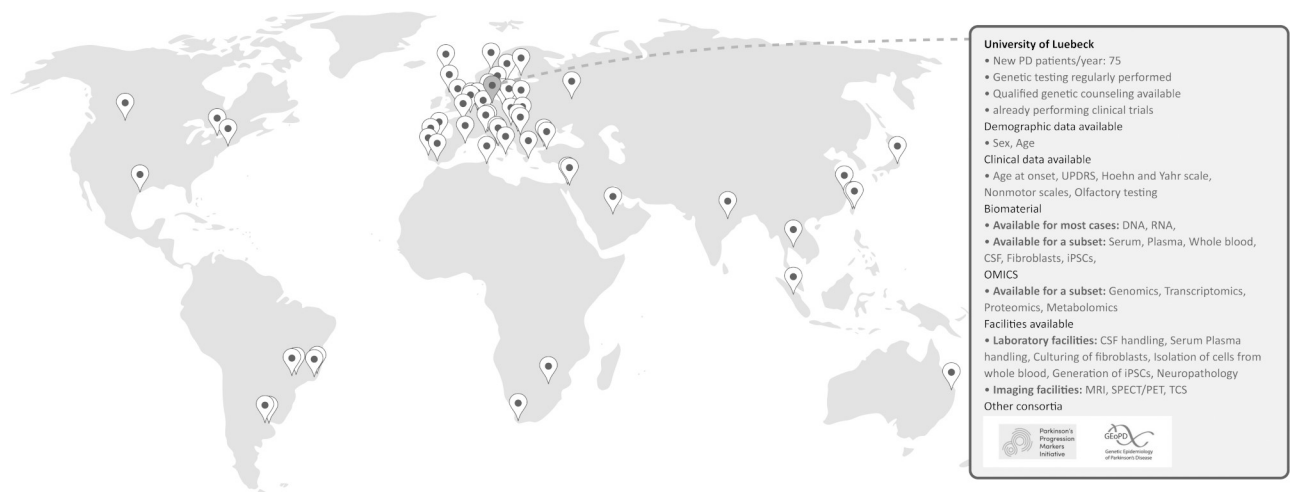 University of Luebeck
• New PD patients/year: 75
• Genetic testing regularly performed
• Qualified genetic counseling available
• already performing clinical trials
Demographic data available
• Sex, Age
Clinical data available
• Age at onset, UPDRS, Hoehn and Yahr scale,
Nonmotor scales, Olfactory testing
Biomaterial
• Available for most cases: DNA, RNA,
• Available for a subset: Serum, Plasma, Whole blood,
CSF, Fibroblasts, iPSCs,
OMICS
• Available for a subset: Genomics, Transcriptomics,
Proteomics, Metabolomics
Facilities available
• Laboratory facilities: CSF handling, Serum Plasma
handling, Culturing of fibroblasts, Isolation of cells from
whole blood, Generation of iPSCs, Neuropathology
• Imaging facilities: MRI, SPECT/PET, TCS
Other consortia
Parkinson's
Progression
Markers
Initiative
GEoPD
Genetic Epidemiology
of Parkinson's Disease